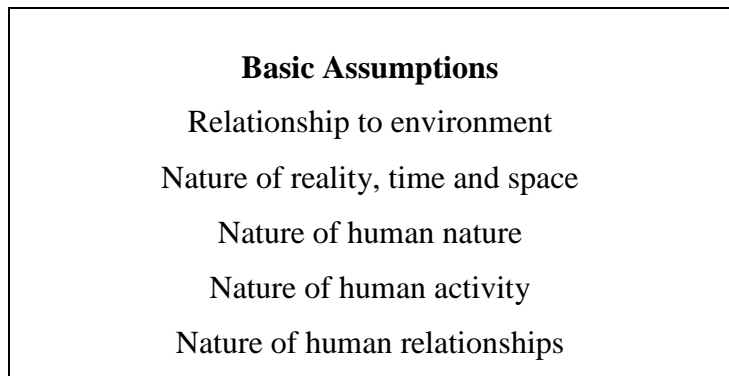 Basic Assumptions
Relationship to environment
Nature of reality, time and space
Nature of human nature
Nature of human activity
Nature of human relationships